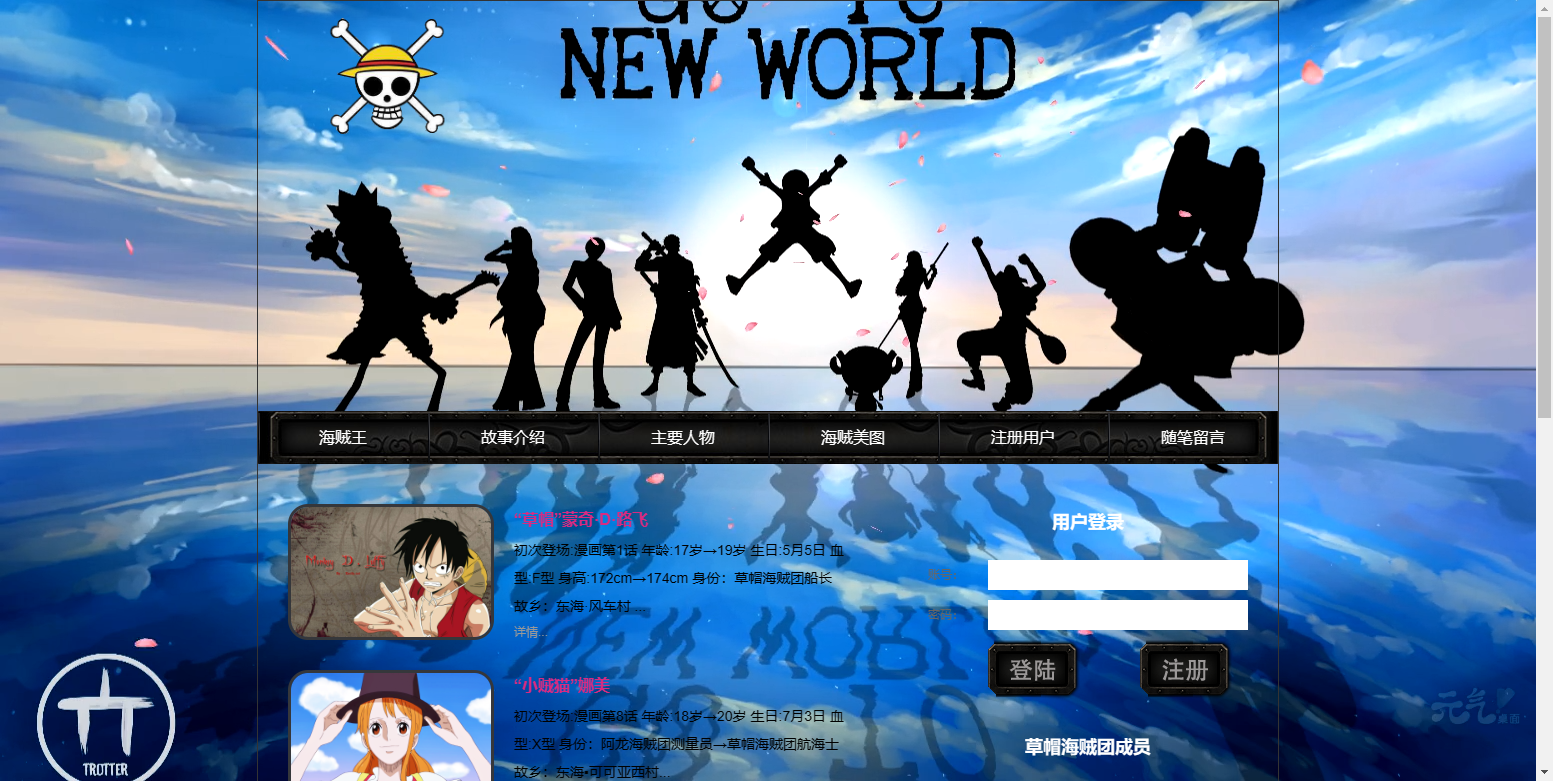 GO TO
NEW WORLD
海贼王
故事介绍
主要人物
海贼美图
注册用户
随笔留言
“草帽”蒙奇·D·路飞
初次登场:漫画第1话 年龄:17岁→19岁 生日:5月5日 血
型:F型 身高:172cm→174cm 身份：草帽海贼团船长
故乡：东海·风车村 ...
详情...
“小贼猫”娜美
初次登场:漫画第8话 年龄:18岁→20岁 生日:7月3日 血
型:X型 身份：阿龙海贼团测量员→草帽海贼团航海士
故乡：东海•可可亚西村...
用户登录
密码:
登陆
注册
草帽海贼团成员
TROTTER
元气
桌面